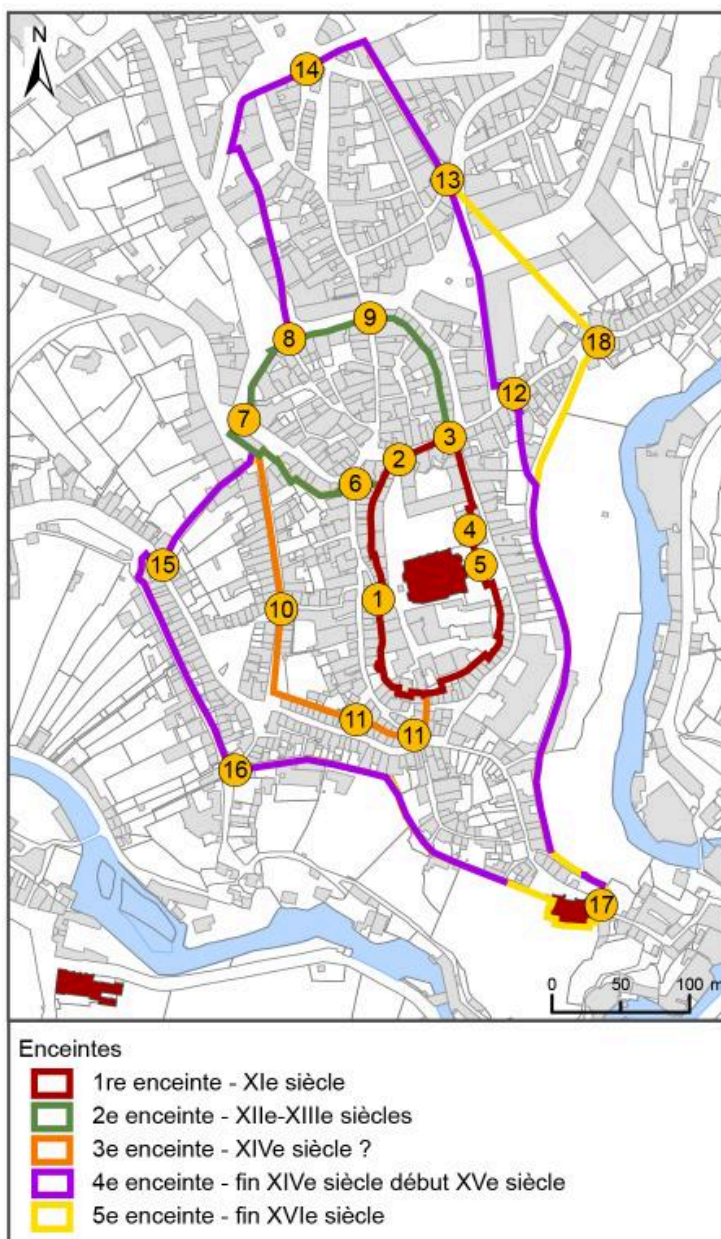 N
14
13
9
8
18
12
7
3
2
6
4
15
5
1
10
11
11
16
17
0 50 100 m
Enceintes
1re enceinte - XIe siècle
2e enceinte - XIIe-XIIIe siècles
3e enceinte - XIVe siècle ?
4e enceinte - fin XIVe siècle début XVe siècle
5e enceinte - fin XVIe siècle